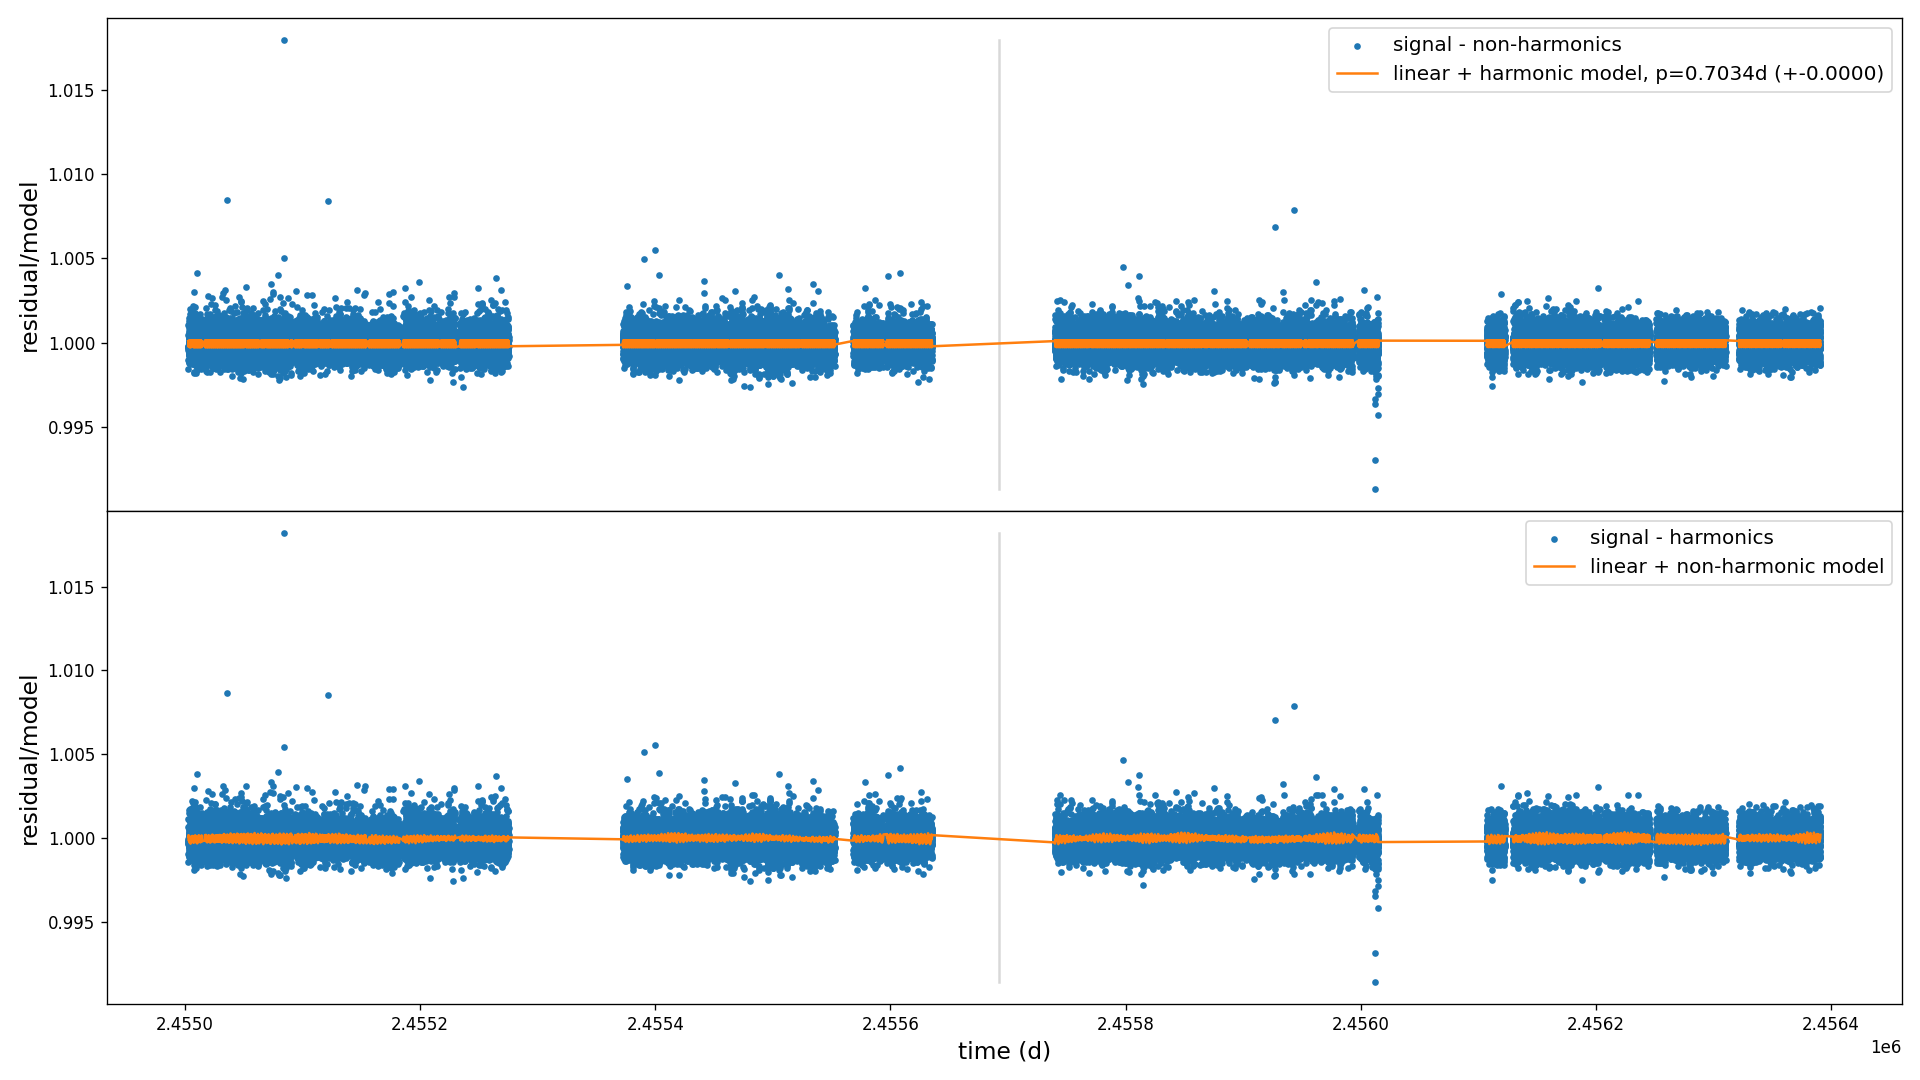 signal - non-harmonics
linear + harmonic model, p=0.7034d (+-0.0000)
1.015
1.010
1.005
1.000
0.995
residual/model
signal - harmonics
linear + non-harmonic model
1.015
1.010
1.005
1.000
0.995
residual/model
2.4550 2.4552 2.4554 2.4556 2.4558 2.4560 2.4562 2.4564
1e6
time (d)